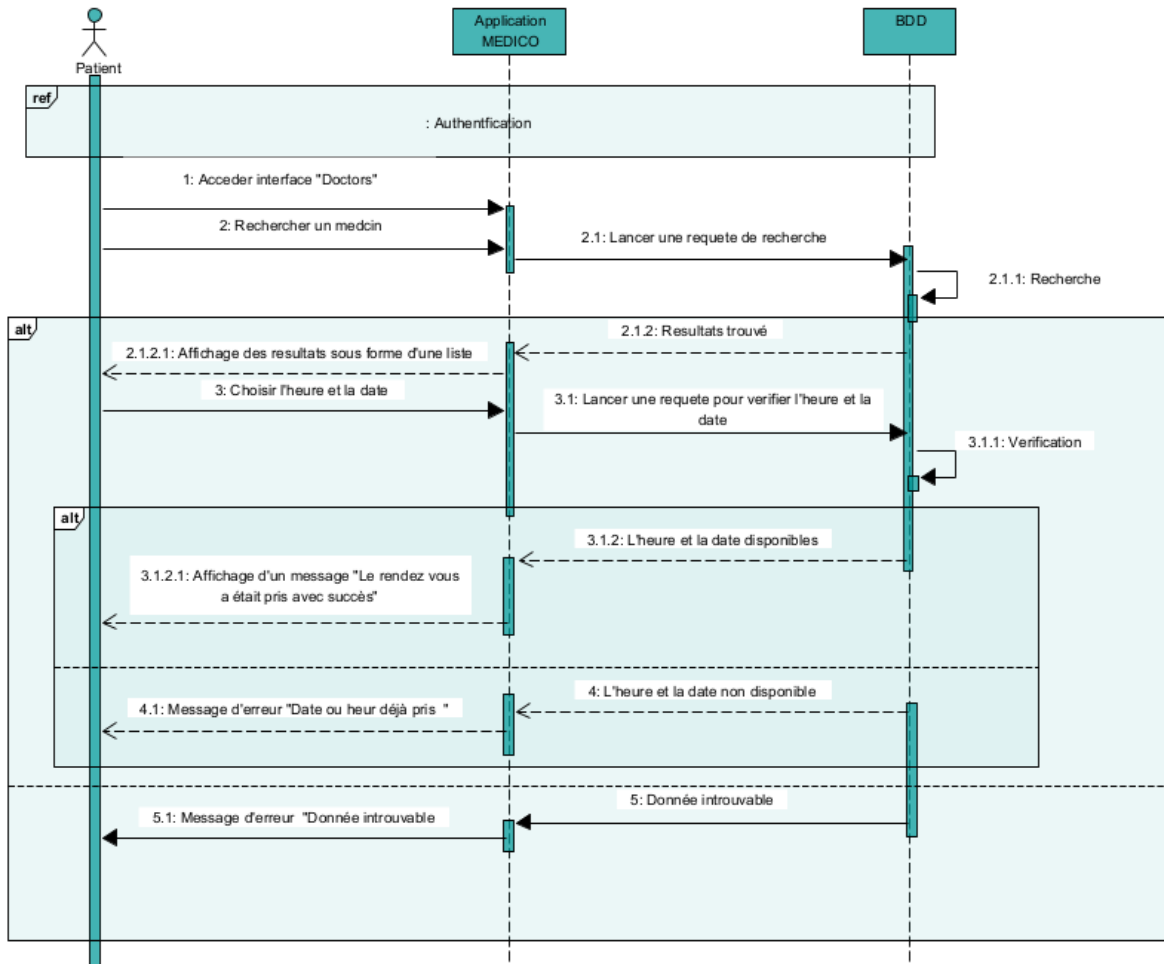 Application
MEDICO
BDD
Patient
ref
: Authentfication
1: Acceder interface "Doctors"
2: Rechercher un medcin
2.1: Lancer une requete de recherche
2.1.1: Recherche
alt
2.1.2: Resultats trouvé
2.1.2.1: Affichage des resultats sous forme d'une liste
3: Choisir l'heure et la date
3.1: Lancer une requete pour verifier l'heure et la
date
3.1.1: Verification
alt
3.1.2: L'heure et la date disponibles
3.1.2.1: Affichage d'un message "Le rendez vous
a était pris avec succès"
4: L'heure et la date non disponible
4.1: Message d'erreur "Date ou heur déjà pris "
5: Donnée introuvable
5.1: Message d'erreur "Donnée introuvable